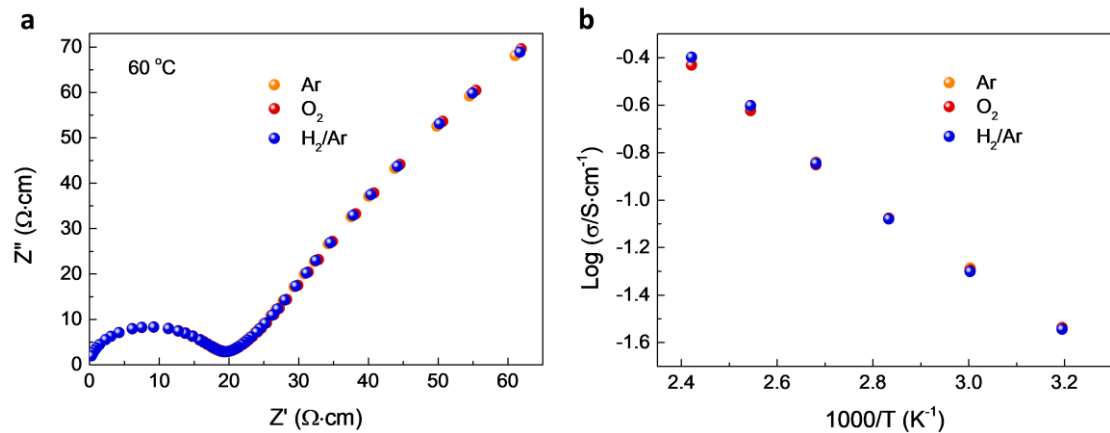 a
60 °C
Ar
O₂
H₂/Ar
Z'' (Ω·cm)
70
60
50
40
30
20
10
0
0 10 20 30 40 50 60
Z' (Ω·cm)
b
Ar
O₂
H₂/Ar
Log (σ/S·cm⁻¹)
-0.4
-0.6
-0.8
-1.0
-1.2
-1.4
-1.6
2.4 2.6 2.8 3.0 3.2
1000/T (K⁻¹)